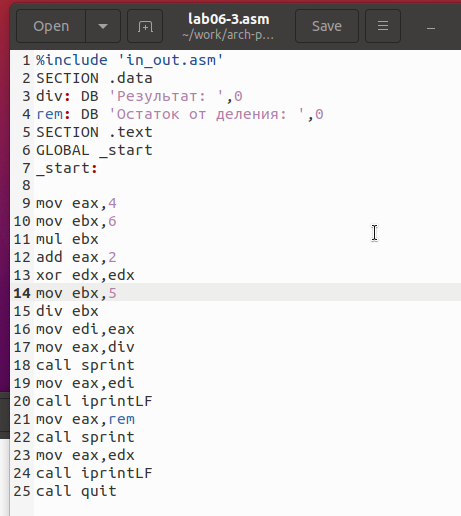 Open
lab06-3.asm
~/work/arch-p...
Save
1 %include 'in_out.asm'
2 SECTION .data
3 div: DB 'Результат: ',0
4 rem: DB 'Остаток от деления: ',0
5 SECTION .text
6 GLOBAL _start
7 _start:
8
9 mov eax,4
10 mov ebx,6
11 mul ebx
12 add eax,2
13 xor edx,edx
14 mov ebx,5
15 div ebx
16 mov edi,eax
17 mov eax,div
18 call sprint
19 mov eax,edi
20 call iprintLF
21 mov eax,rem
22 call sprint
23 mov eax,edx
24 call iprintLF
25 call quit